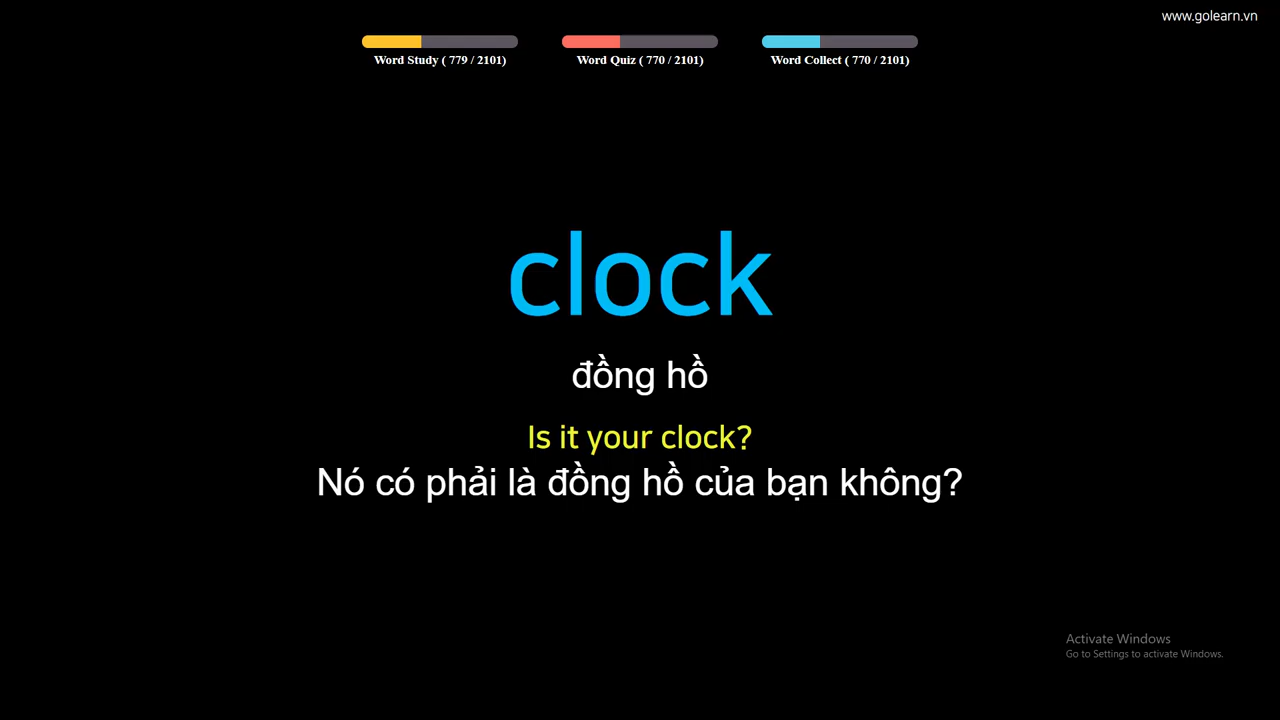 www.golearn.vn
Word Study ( 779 / 2101)
Word Quiz ( 770 / 2101)
Word Collect ( 770 / 2101)
clock
đồng hồ
Is it your clock?
Nó có phải là đồng hồ của bạn không?
Activate Windows
Go to Settings to activate Windows.